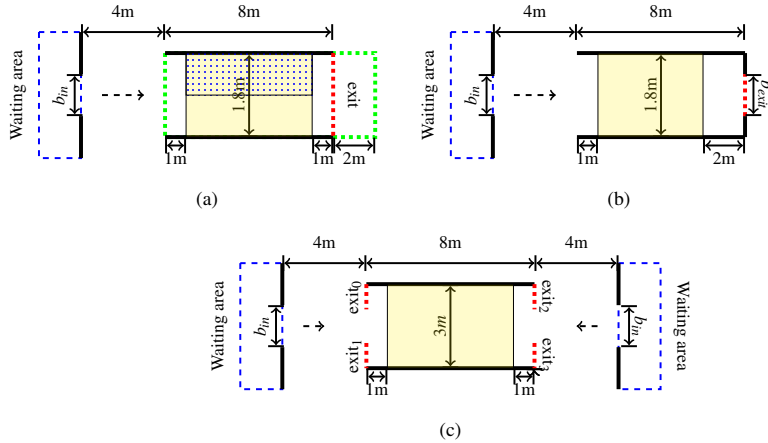 4m 8m
Waiting area b_in 1.8m exit
1m 1m 2m
(a)
4m 8m
Waiting area b_in 1.8m b_exit
1m 2m
(b)
4m 8m 4m
Waiting area b_in exit_0 exit_1 3m exit_2 exit_3 b_in Waiting area
1m 1m
(c)